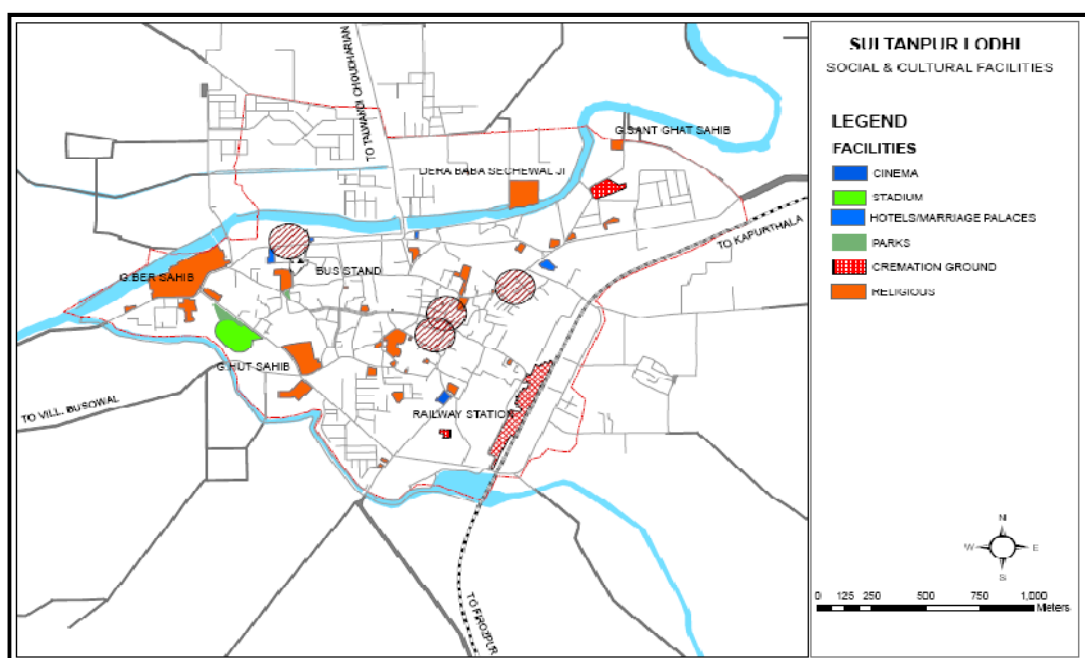 SULTANPUR LODHI
SOCIAL & CULTURAL FACILITIES
LEGEND
FACILITIES
CINEMA
STADIUM
HOTELS/MARRIAGE PALACES
PARKS
CREMATION GROUND
RELIGIOUS
N
W E
S
0 125 250 500 750 1,000
Meters
TO TALWANDI CHOUDHARIAN
G.SANT GHAT SAHIB
DERA BABA SECHEWAL JI
TO KAPURTHALA
G.BER SAHIB
BUS STAND
G.HUT SAHIB
TO VILL. BUSOWAL
RAILWAY STATION
TO FIROZPUR